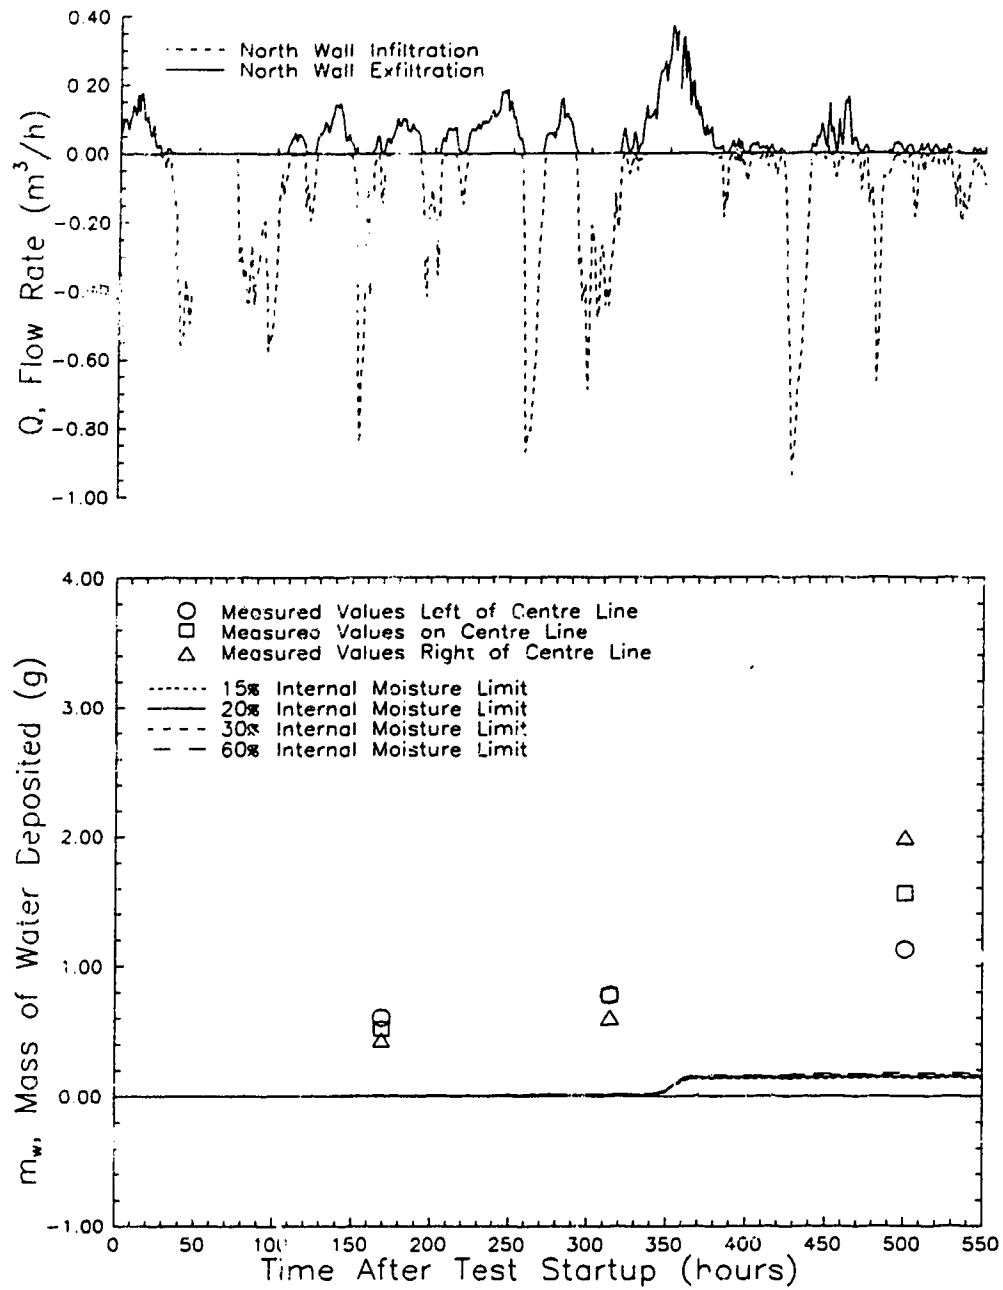 0.40
North Wall Infiltration
North Wall Exfiltration
0.20
0.00
−0.20
−0.60
−0.80
−1.00
Q, Flow Rate (m³/h)
4.00
Measured Values Left of Centre Line
Measured Values on Centre Line
Measured Values Right of Centre Line
15% Internal Moisture Limit
20% Internal Moisture Limit
30% Internal Moisture Limit
60% Internal Moisture Limit
3.00
2.00
1.00
0.00
−1.00
m_w, Mass of Water Deposited (g)
0 50 100 150 200 250 300 350 400 450 500 550
Time After Test Startup (hours)